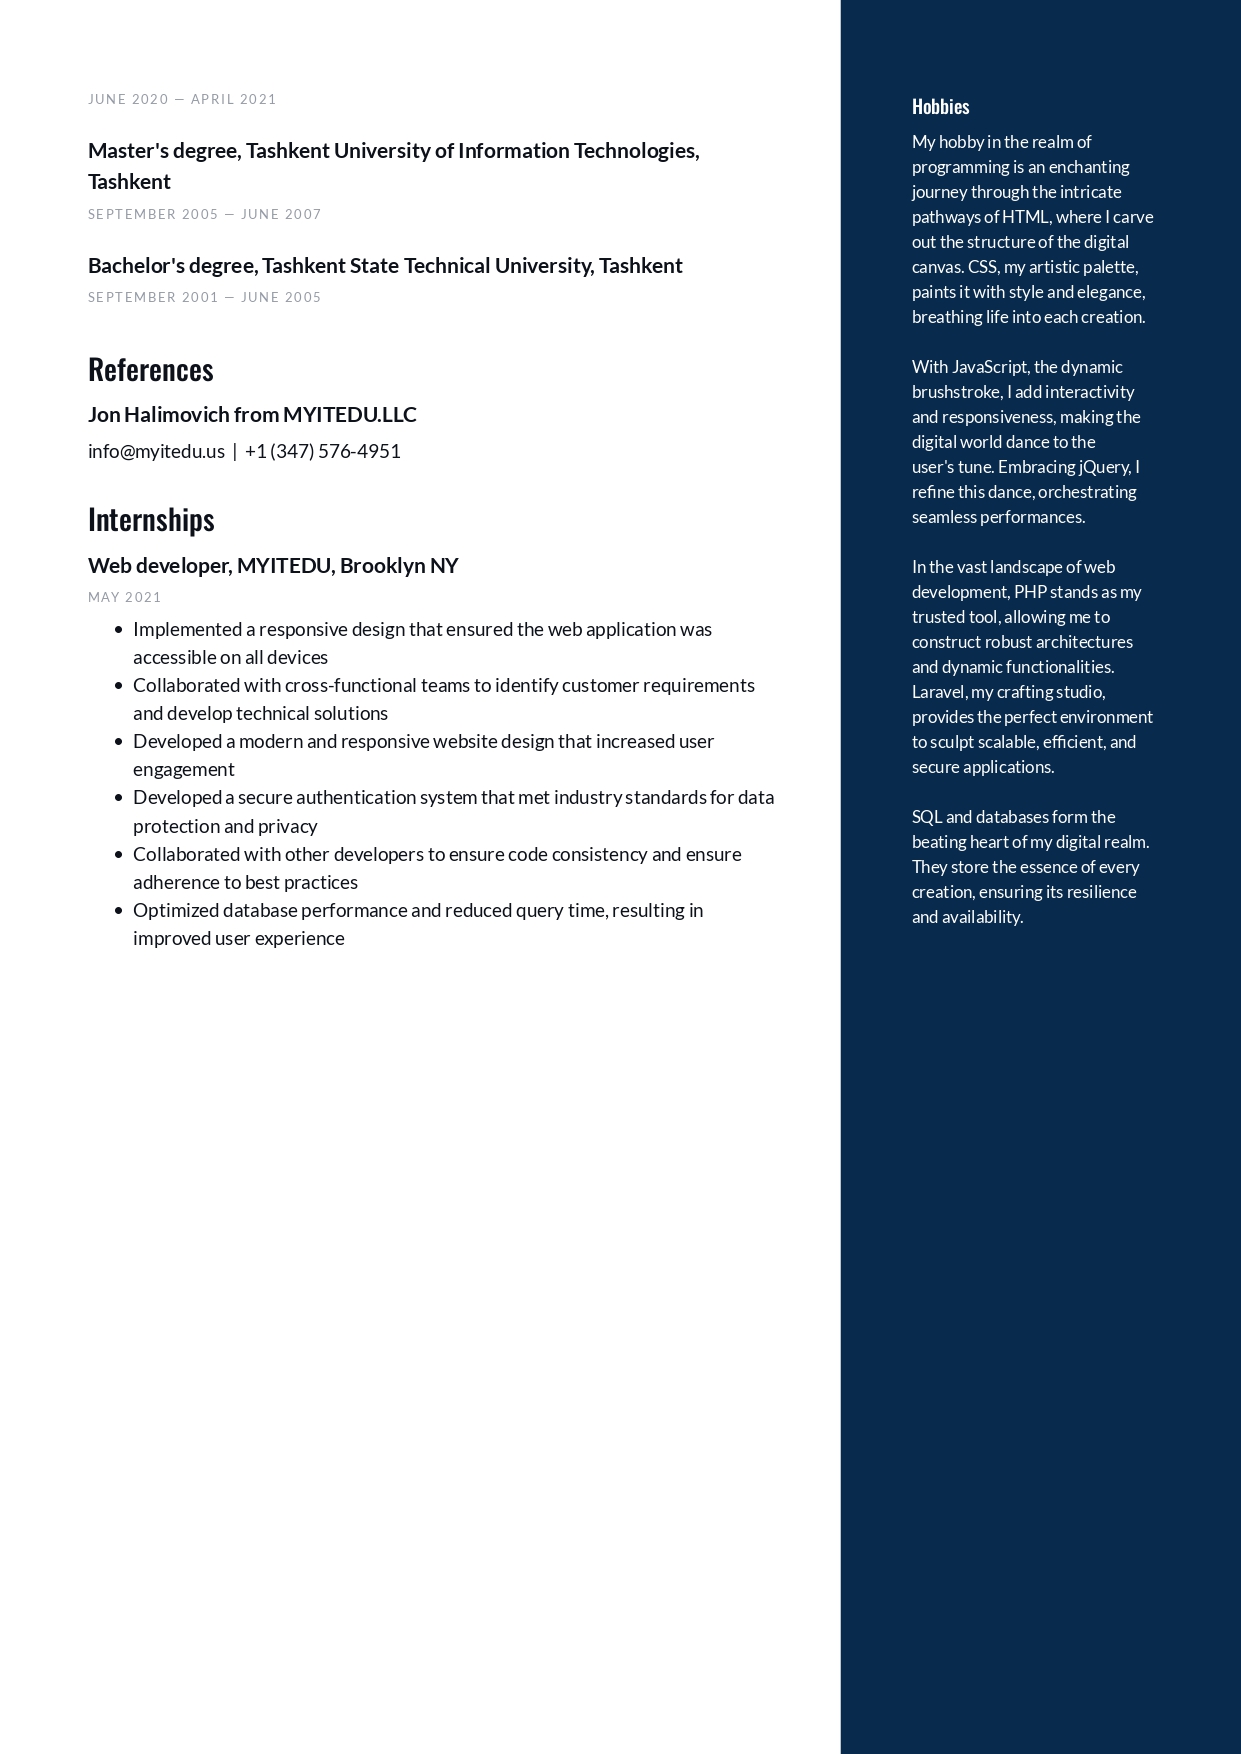 JUNE 2020 — APRIL 2021
Master's degree, Tashkent University of Information Technologies,
Tashkent
SEPTEMBER 2005 — JUNE 2007
Bachelor's degree, Tashkent State Technical University, Tashkent
SEPTEMBER 2001 — JUNE 2005
References
Jon Halimovich from MYITEDU.LLC
info@myitedu.us | +1 (347) 576-4951
Internships
Web developer, MYITEDU, Brooklyn NY
MAY 2021
• Implemented a responsive design that ensured the web application was
accessible on all devices
• Collaborated with cross-functional teams to identify customer requirements
and develop technical solutions
• Developed a modern and responsive website design that increased user
engagement
• Developed a secure authentication system that met industry standards for data
protection and privacy
• Collaborated with other developers to ensure code consistency and ensure
adherence to best practices
• Optimized database performance and reduced query time, resulting in
improved user experience
Hobbies
My hobby in the realm of
programming is an enchanting
journey through the intricate
pathways of HTML, where I carve
out the structure of the digital
canvas. CSS, my artistic palette,
paints it with style and elegance,
breathing life into each creation.
With JavaScript, the dynamic
brushstroke, I add interactivity
and responsiveness, making the
digital world dance to the
user's tune. Embracing jQuery, I
refine this dance, orchestrating
seamless performances.
In the vast landscape of web
development, PHP stands as my
trusted tool, allowing me to
construct robust architectures
and dynamic functionalities.
Laravel, my crafting studio,
provides the perfect environment
to sculpt scalable, efficient, and
secure applications.
SQL and databases form the
beating heart of my digital realm.
They store the essence of every
creation, ensuring its resilience
and availability.